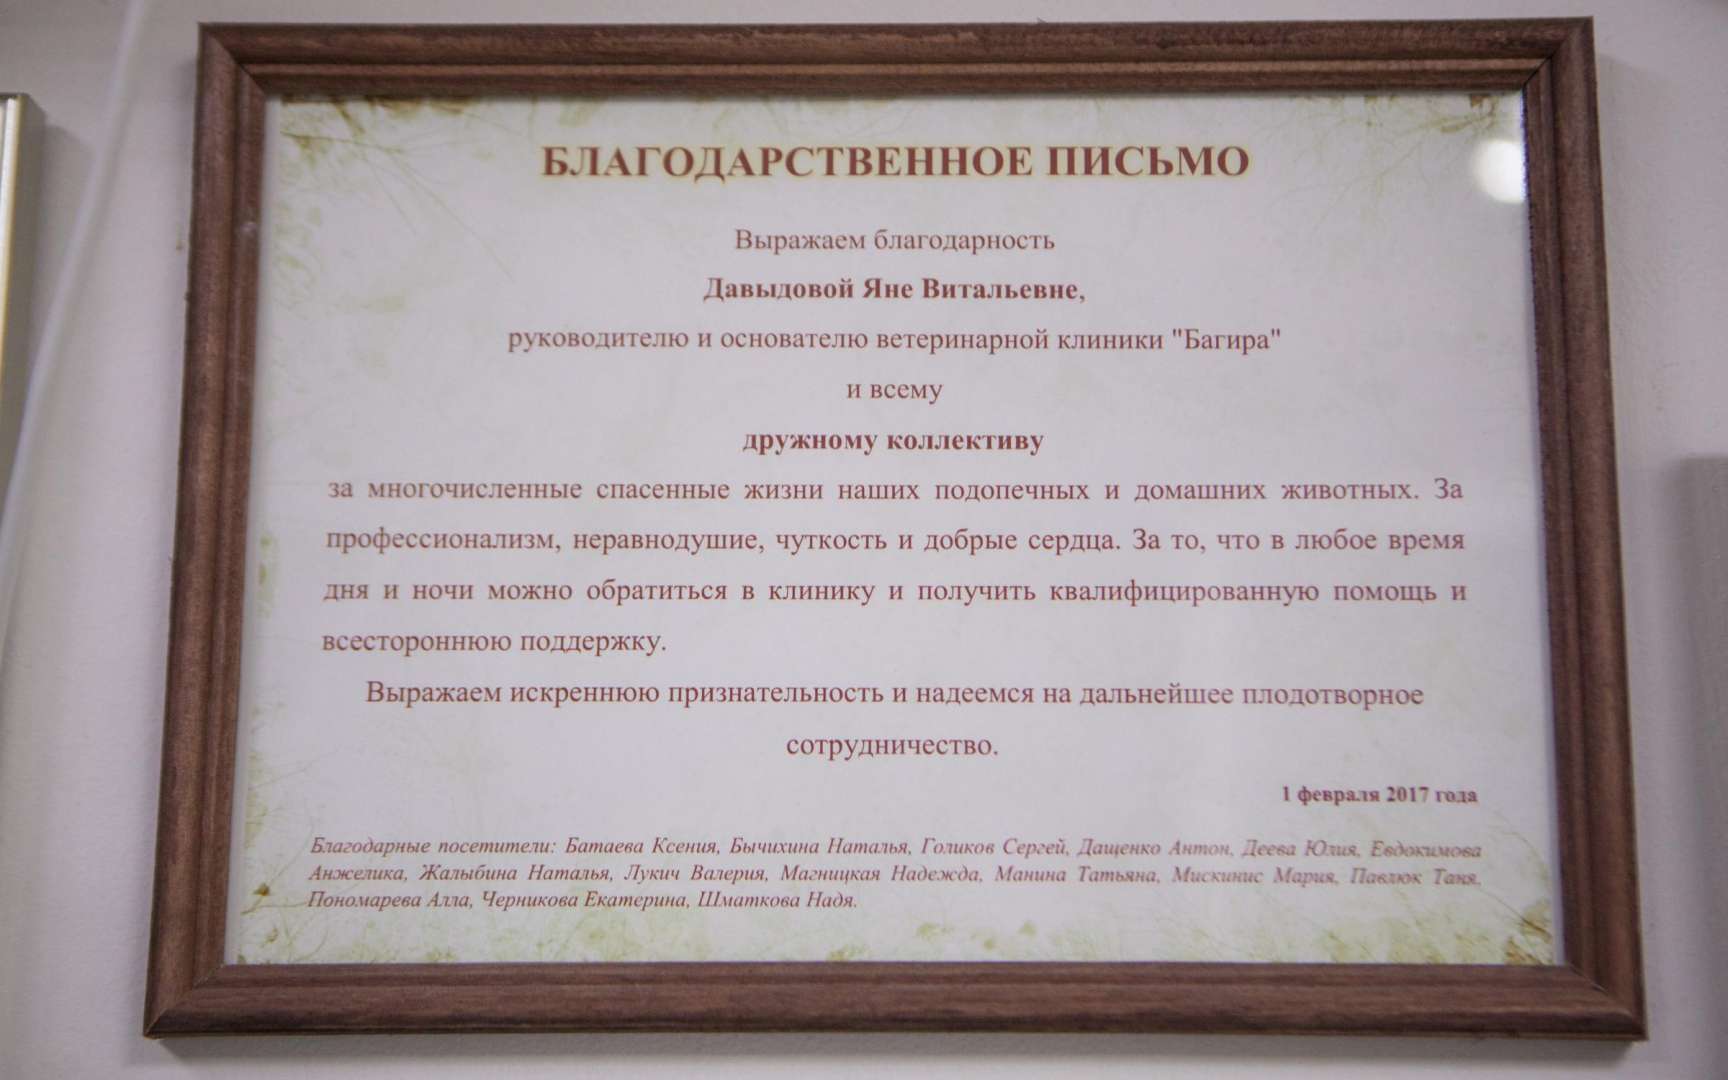 БЛАГОДАРСТВЕННОЕ ПИСЬМО
Выражаем благодарность
Давыдовой Яне Витальевне,
руководителю и основателю ветеринарной клиники "Багира"
и всему
дружному коллективу
за многочисленные спасенные жизни наших подопечных и домашних животных. За
профессионализм, неравнодушие, чуткость и добрые сердца. За то, что в любое время
дня и ночи можно обратиться в клинику и получить квалифицированную помощь и
всестороннюю поддержку.
Выражаем искреннюю признательность и надеемся на дальнейшее плодотворное
сотрудничество.
1 февраля 2017 года
Благодарные посетители: Батаева Ксения, Бычихина Наталья, Голиков Сергей, Дащенко Антон, Деева Юлия, Евдокимова
Анжелика, Жалыбина Наталья, Лукич Валерия, Магницкая Надежда, Манина Татьяна, Мискинис Мария, Павлюк Таня,
Пономарева Алла, Черникова Екатерина, Шматкова Надя.